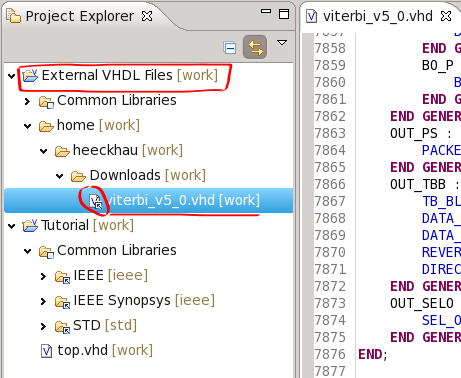 Project Explorer
External VHDL Files [work]
Common Libraries
home [work]
heeckhau [work]
Downloads [work]
viterbi_v5_0.vhd [work]
Tutorial [work]
Common Libraries
IEEE [ieee]
IEEE Synopsys [ieee]
STD [std]
top.vhd [work]
viterbi_v5_0.vhd
7857 B
7858 END G
7859 BO_P
7860 B
7861 END G
7862 END GENER
7863 OUT_PS :
7864 PACKE
7865 END GENER
7866 OUT_TBB :
7867 TB_BL
7868 DATA_
7869 DATA_
7870 REVER
7871 DIREC
7872 END GENER
7873 OUT_SEL0
7874 SEL_O
7875 END GENER
7876 END;
7877